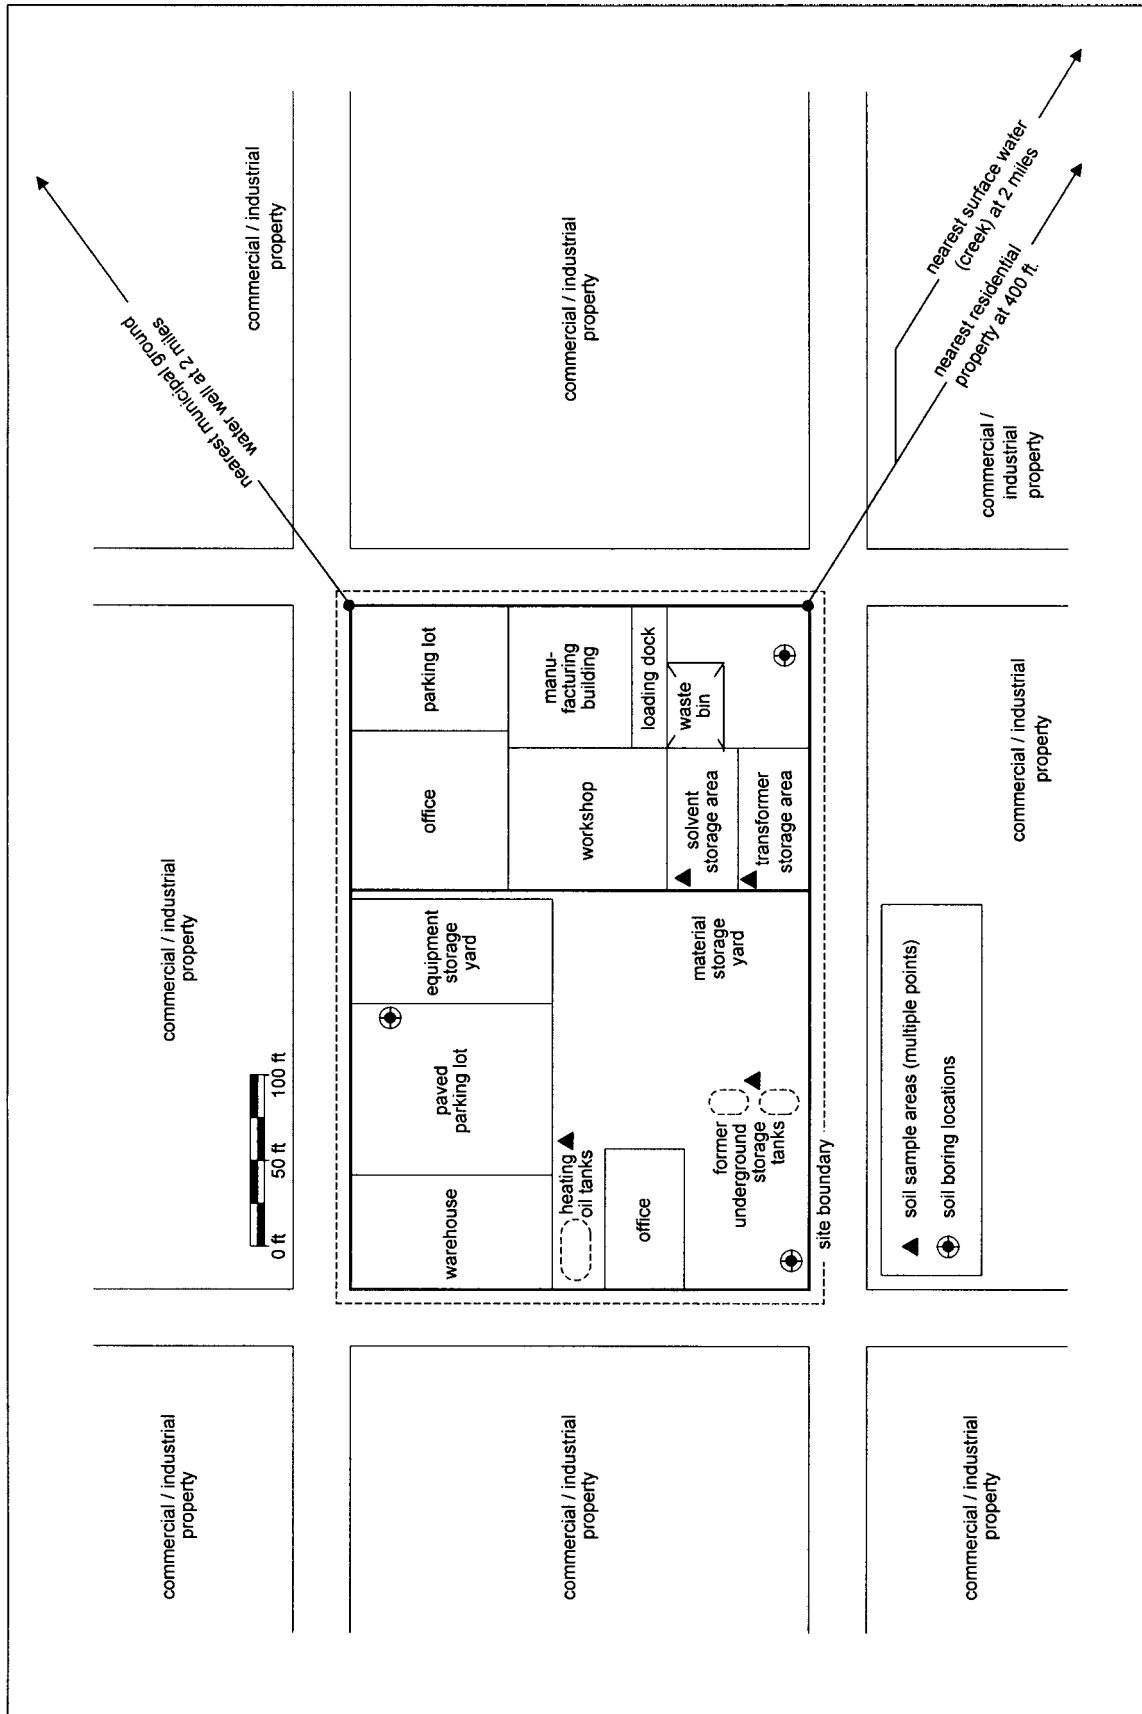 commercial / industrial
property
commercial / industrial
property
commercial / industrial
property
nearest municipal ground
water well at 2 miles
0 ft
50 ft
100 ft
commercial / industrial
property
warehouse
paved
parking lot
equipment
storage
yard
office
parking lot
heating
oil tanks
office
workshop
manu-
facturing
building
loading dock
commercial / industrial
property
former
underground
storage
tanks
material
storage
yard
solvent
storage area
transformer
storage area
waste
bin
site boundary
soil sample areas (multiple points)
soil boring locations
commercial / industrial
property
commercial / industrial
property
commercial /
industrial
property
nearest surface water
(creek) at 2 miles
nearest residential
property at 400 ft.